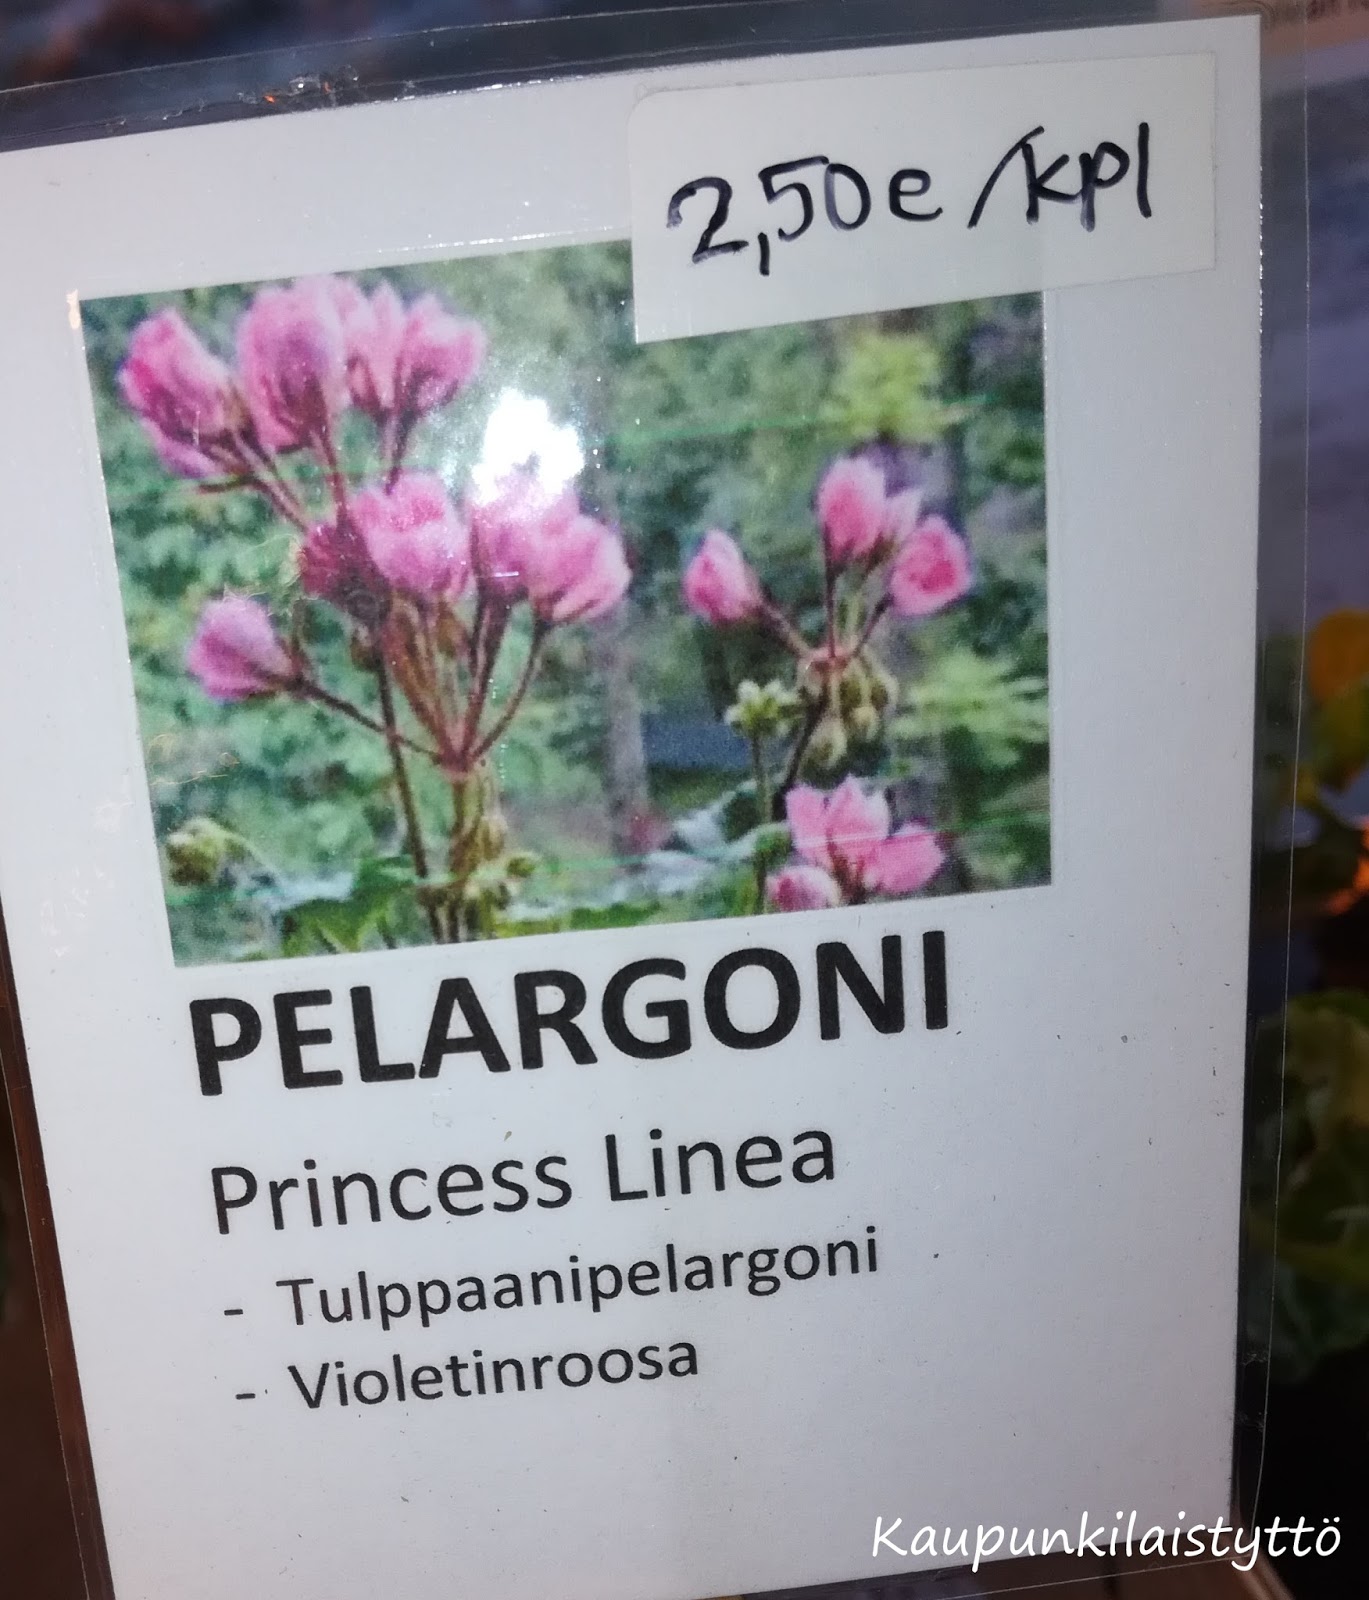 2,50e/kpl
PELARGONI
Princess Linea
- Tulppaanipelargoni
- Violetinroosa
Kaupunkilaistyttö